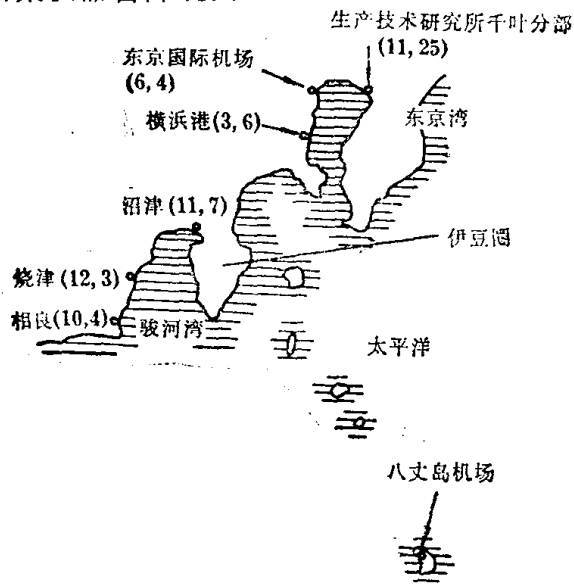 生产技术研究所千叶分部
(11, 25)
东京国际机场
(6, 4)
横浜港(3, 6)
东京湾
沼津(11, 7)
伊豆圈
烧津(12, 3)
相良(10, 4)
骏河湾
太平洋
八丈岛机场